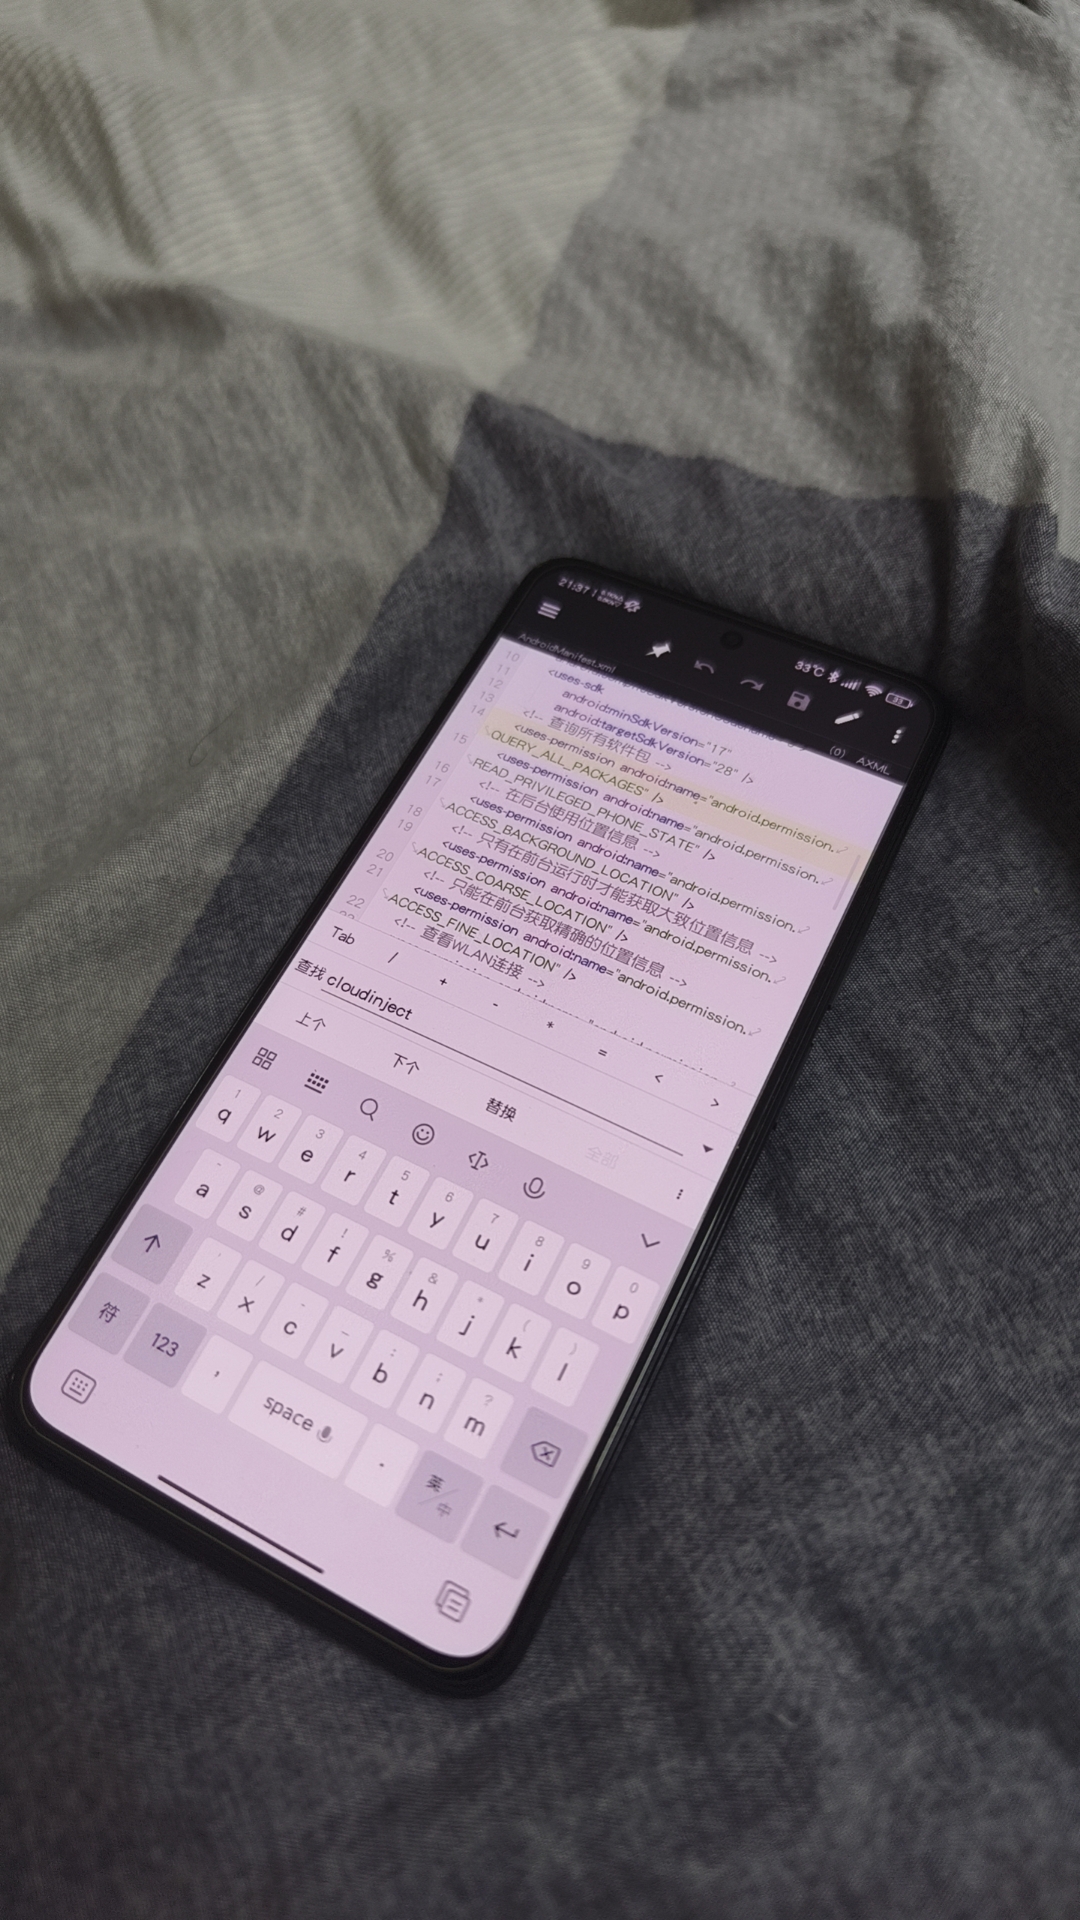 21:37
33℃
33
AndroidManifest.xml
(0) AXML
10
11 <uses-sdk
12 android:minSdkVersion="17"
13 android:targetSdkVersion="28" />
14 <!-- 查询所有软件包 -->
15 <uses-permission android:name="android.permission.
QUERY_ALL_PACKAGES" />
16 <uses-permission android:name="android.permission.
READ_PRIVILEGED_PHONE_STATE" />
17 <!-- 在后台使用位置信息 -->
18 <uses-permission android:name="android.permission.
ACCESS_BACKGROUND_LOCATION" />
19 <!-- 只有在前台运行时才能获取大致位置信息 -->
20 <uses-permission android:name="android.permission.
ACCESS_COARSE_LOCATION" />
21 <!-- 只能在前台获取精确的位置信息 -->
22 <uses-permission android:name="android.permission.
ACCESS_FINE_LOCATION" />
<!-- 查看WLAN连接 -->
Tab / + - * = < >
查找 cloudinject
上个 下个 替换 全部
1 2 3 4 5 6 7 8 9 0
q w e r t y u i o p
~ @ # ! % & * ( )
a s d f g h j k l
' / - _ : ; ?
z x c v b n m
符 123 , space . 英/中